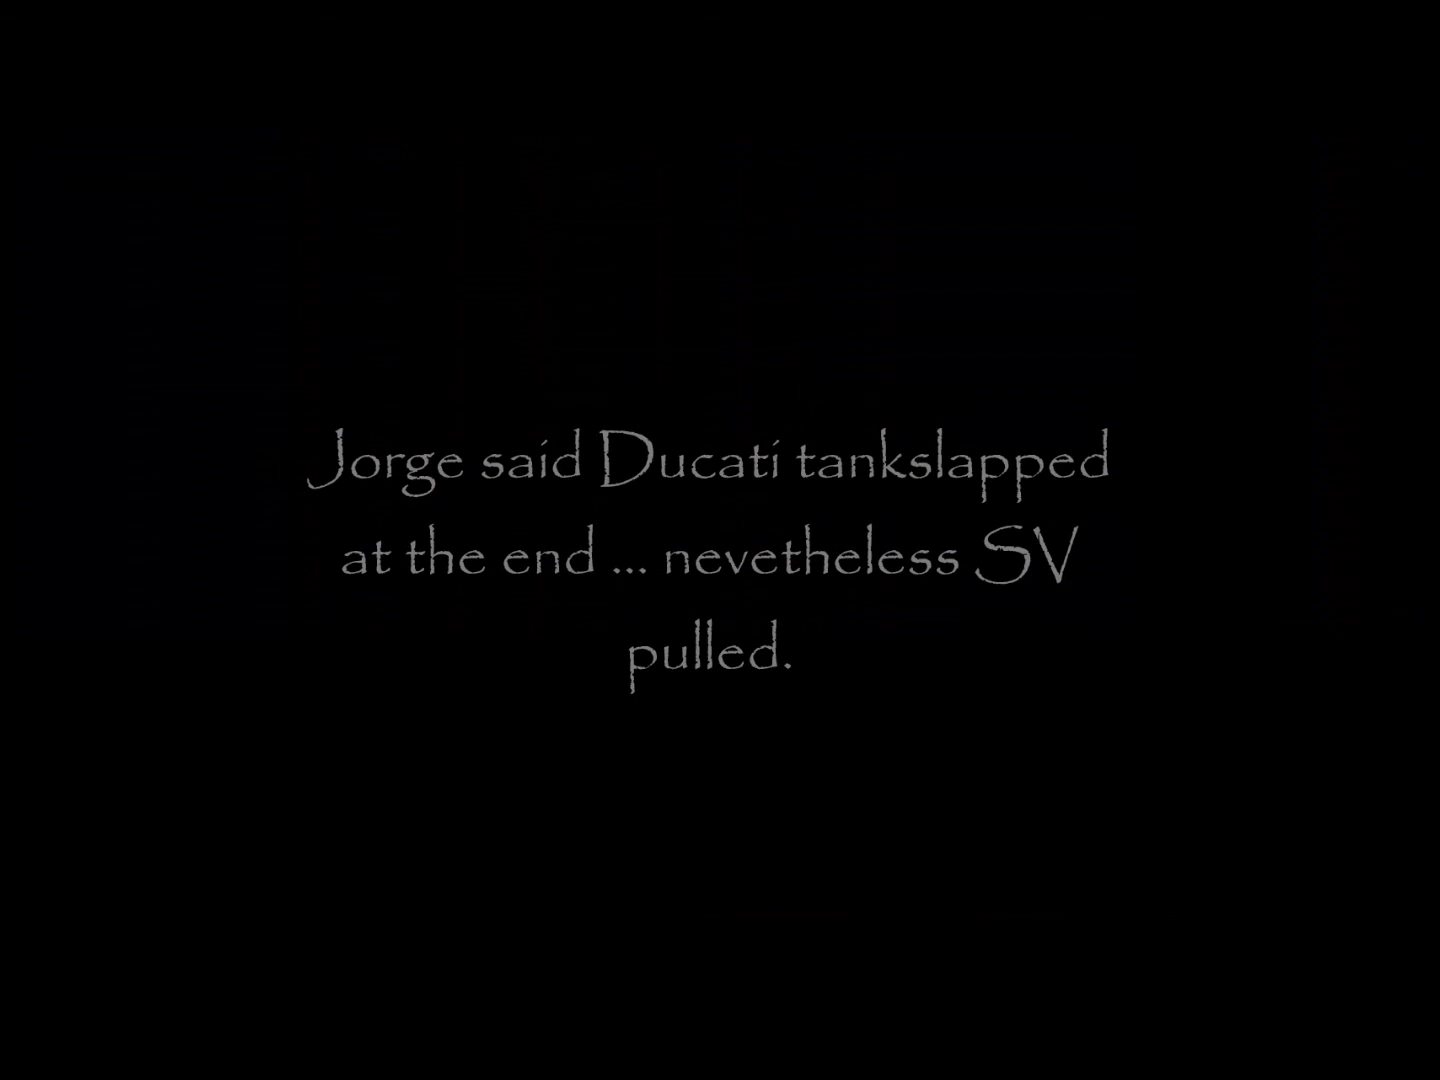 Jorge said Ducati tankslapped
at the end ... nevetheless SV
pulled.